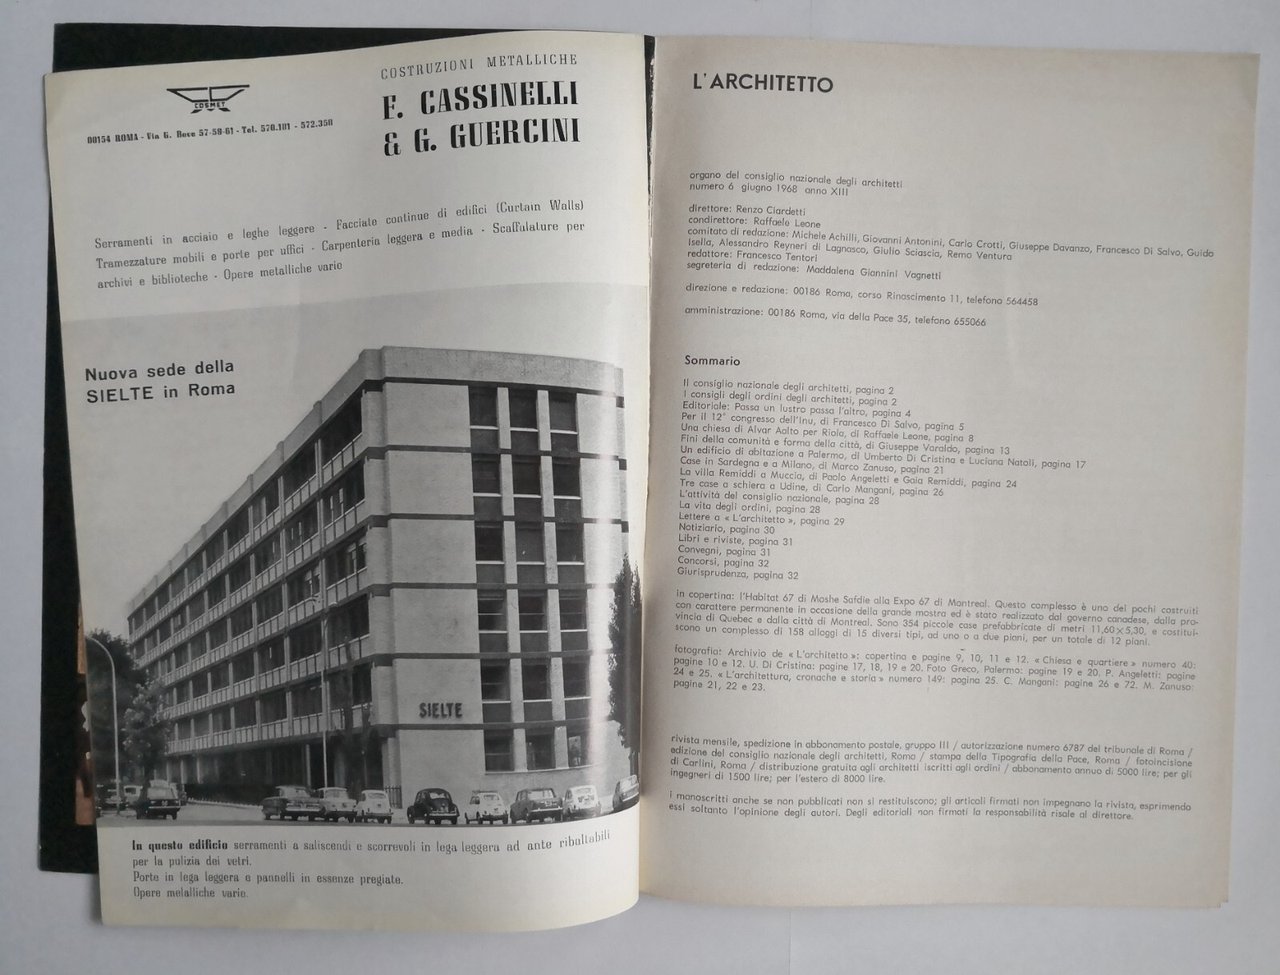 COSMET
00154 ROMA - Via G. Bove 57-59-61 - Tel. 570.101 - 572.350
COSTRUZIONI METALLICHE
F. CASSINELLI
& G. GUERCINI
Serramenti in acciaio e leghe leggere - Facciate continue di edifici (Curtain Walls)
Tramezzature mobili e porte per uffici - Carpenteria leggera e media - Scaffulature per
archivi e biblioteche - Opere metalliche varie
Nuova sede della
SIELTE in Roma
SIELTE
In questo edificio serramenti a saliscendi e scorrevoli in lega leggera ad ante ribaltabili
per la pulizia dei vetri.
Porte in lega leggera e pannelli in essenze pregiate.
Opere metalliche varie.
L'ARCHITETTO
organo del consiglio nazionale degli architetti
numero 6 giugno 1968 anno XIII
direttore: Renzo Ciardetti
condirettore: Raffaele Leone
comitato di redazione: Michele Achilli, Giovanni Antonini, Carlo Crotti, Giuseppe Davanzo, Francesco Di Salvo, Guido
Isella, Alessandro Reyneri di Lagnasco, Giulio Sciascia, Remo Ventura
redattore: Francesco Tentori
segreteria di redazione: Maddalena Giannini Vagnetti
direzione e redazione: 00186 Roma, corso Rinascimento 11, telefono 564458
amministrazione: 00186 Roma, via della Pace 35, telefono 655066
Sommario
Il consiglio nazionale degli architetti, pagina 2
I consigli degli ordini degli architetti, pagina 2
Editoriale: Passa un lustro passa l'altro, pagina 4
Per il 12° congresso dell'Inu, di Francesco Di Salvo, pagina 5
Una chiesa di Alvar Aalto per Riola, di Raffaele Leone, pagina 8
Fini della comunità e forma della città, di Giuseppe Varaldo, pagina 13
Un edificio di abitazione a Palermo, di Umberto Di Cristina e Luciana Natoli, pagina 17
Case in Sardegna e a Milano, di Marco Zanuso, pagina 21
La villa Remiddi a Muccia, di Paolo Angeletti e Gaia Remiddi, pagina 24
Tre case a schiera a Udine, di Carlo Mangani, pagina 26
L'attività del consiglio nazionale, pagina 28
La vita degli ordini, pagina 28
Lettere a « L'architetto », pagina 29
Notiziario, pagina 30
Libri e riviste, pagina 31
Convegni, pagina 31
Concorsi, pagina 32
Giurisprudenza, pagina 32
in copertina: l'Habitat 67 di Moshe Safdie alla Expo 67 di Montreal. Questo complesso è uno dei pochi costruiti
con carattere permanente in occasione della grande mostra ed è stato realizzato dal governo canadese, dalla pro-
vincia di Quebec e dalla città di Montreal. Sono 354 piccole case prefabbricate di metri 11,60×5,30, e costitui-
scono un complesso di 158 alloggi di 15 diversi tipi, ad uno o a due piani, per un totale di 12 piani.
fotografia: Archivio de « L'architetto »: copertina e pagine 9, 10, 11 e 12. « Chiesa e quartiere » numero 40:
pagine 10 e 12. U. Di Cristina: pagine 17, 18, 19 e 20. Foto Greco, Palermo: pagine 19 e 20. P. Angeletti: pagine
24 e 25. « L'architettura, cronache e storia » numero 149: pagina 25. C. Mangani: pagine 26 e 72. M. Zanuso:
pagine 21, 22 e 23.
rivista mensile, spedizione in abbonamento postale, gruppo III / autorizzazione numero 6787 del tribunale di Roma /
edizione del consiglio nazionale degli architetti, Roma / stampa della Tipografia della Pace, Roma / fotoincisione
di Carlini, Roma / distribuzione gratuita agli architetti iscritti agli ordini / abbonamento annuo di 5000 lire; per gli
ingegneri di 1500 lire; per l'estero di 8000 lire.
i manoscritti anche se non pubblicati non si restituiscono; gli articoli firmati non impegnano la rivista, esprimendo
essi soltanto l'opinione degli autori. Degli editoriali non firmati la responsabilità risale al direttore.